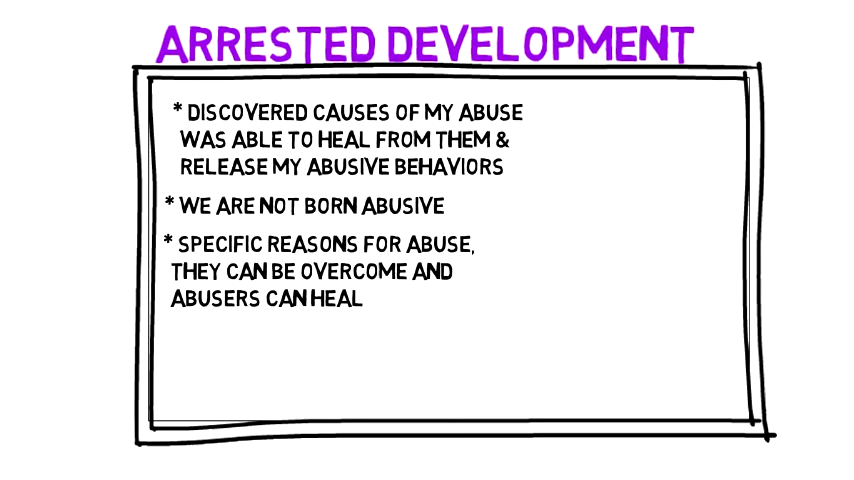 ARRESTED DEVELOPMENT
* DISCOVERED CAUSES OF MY ABUSE
WAS ABLE TO HEAL FROM THEM &
RELEASE MY ABUSIVE BEHAVIORS
* WE ARE NOT BORN ABUSIVE
* SPECIFIC REASONS FOR ABUSE,
THEY CAN BE OVERCOME AND
ABUSERS CAN HEAL